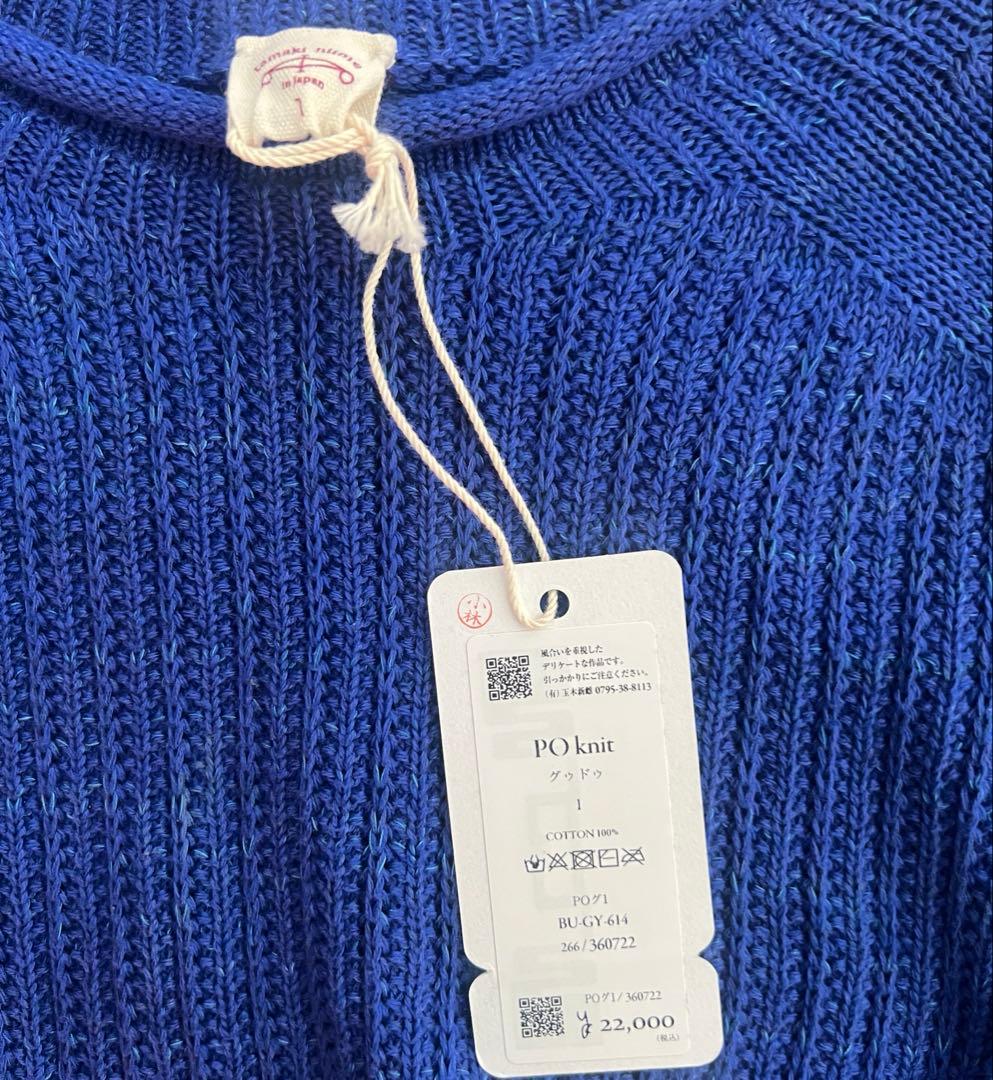 tamaki niime
in Japan
1
小林
風合いを重視した
デリケートな作品です。
引っかかりにご注意ください。
(有)玉木新雌 0795-38-8113
PO knit
グゥドゥ
1
COTTON 100%
POグ1
BU-GY-614
266/360722
POグ1/360722
¥ 22,000
(税込)